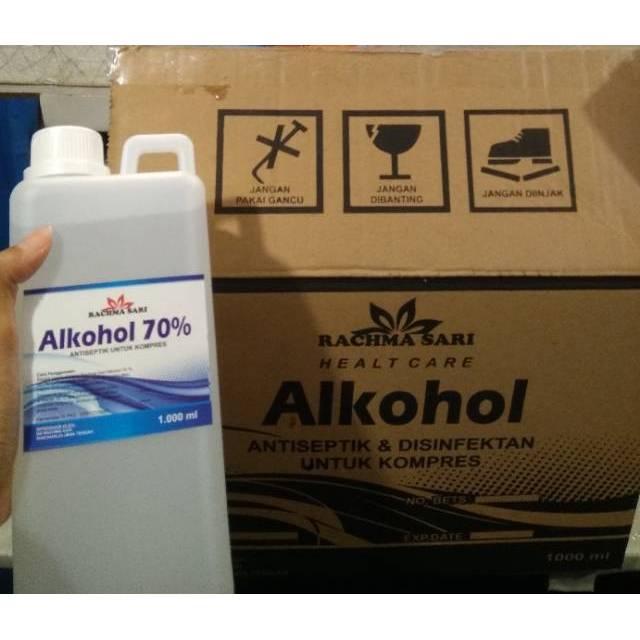 JANGAN
PAKAI GANCU
JANGAN
DIBANTING
JANGAN DIINJAK
RACHMA SARI
HEALT CARE
Alkohol
ANTISEPTIK & DISINFEKTAN
UNTUK KOMPRES
NO. BETS
EXP.DATE
1000 ml
RACHMA SARI
Alkohol 70%
ANTISEPTIK UNTUK KOMPRES
1.000 ml